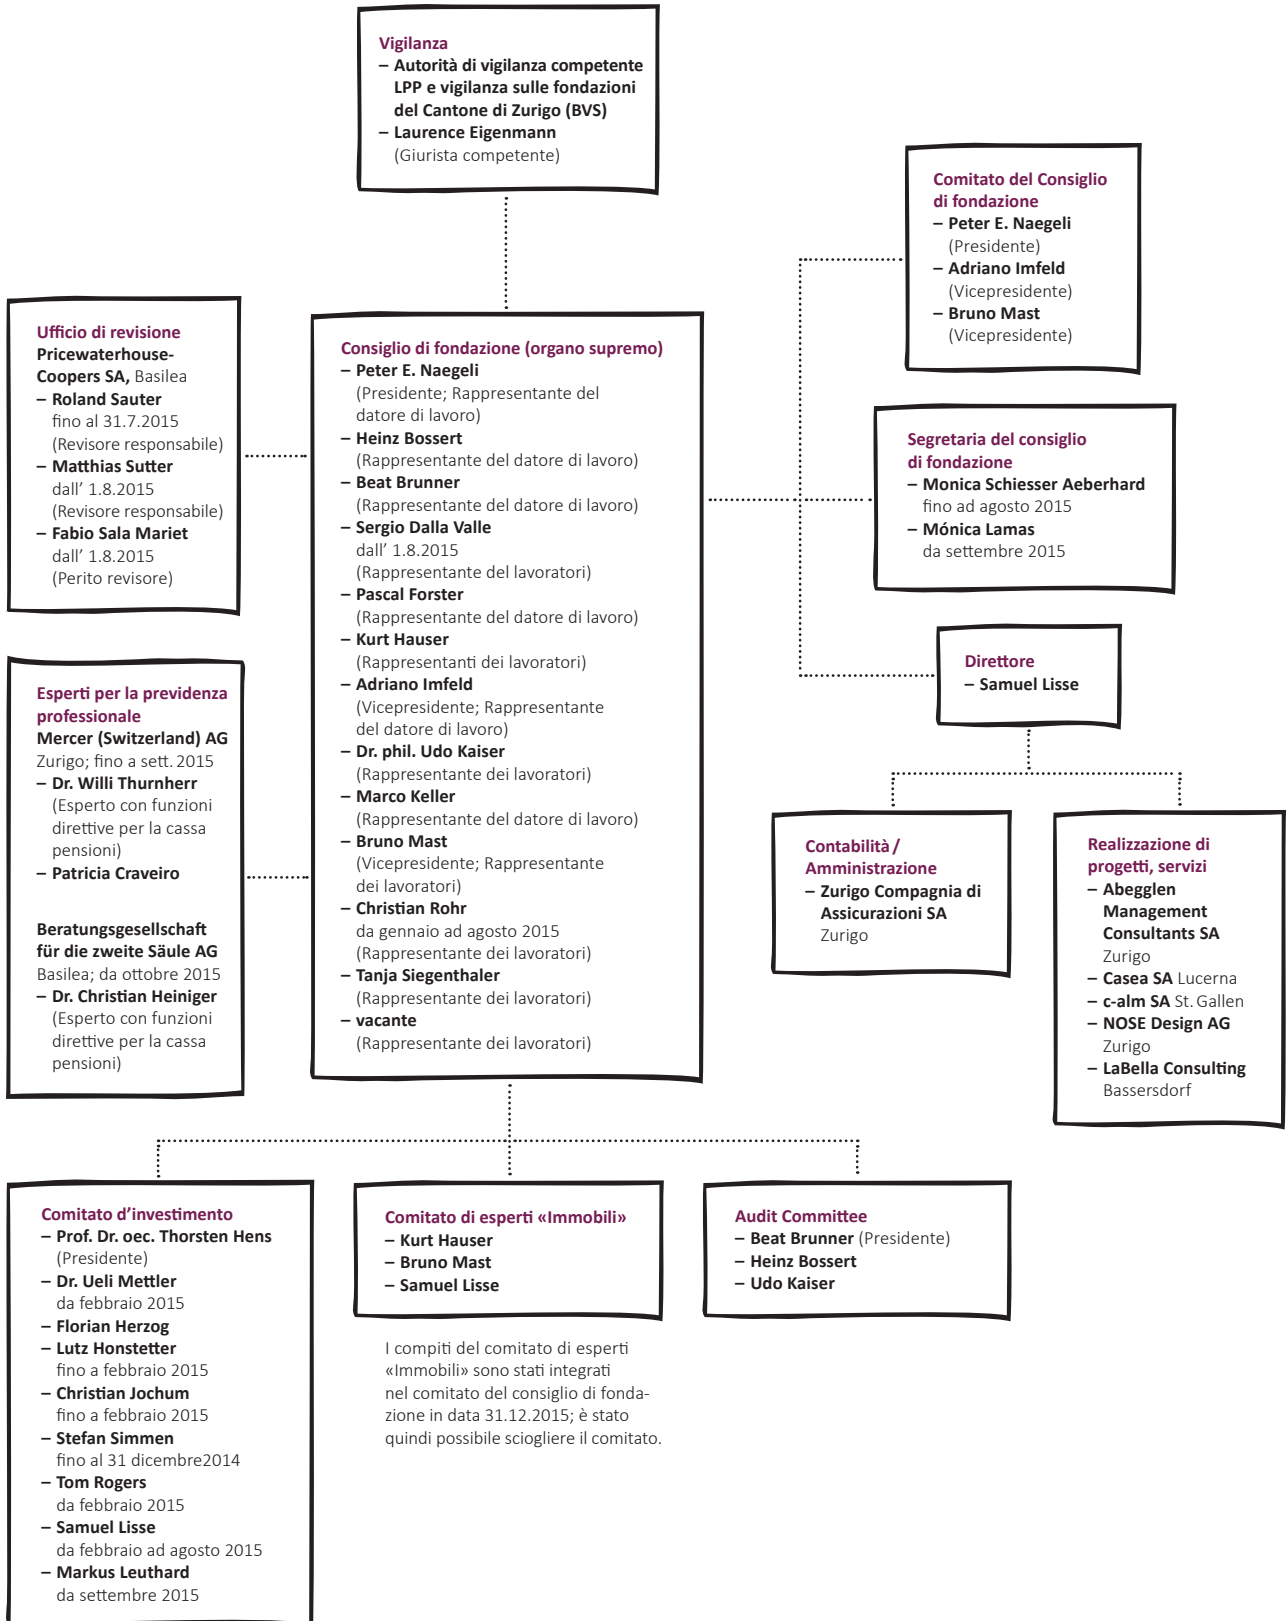 Vigilanza
– Autorità di vigilanza competente
LPP e vigilanza sulle fondazioni
del Cantone di Zurigo (BVS)
– Laurence Eigenmann
(Giurista competente)
Comitato del Consiglio
di fondazione
– Peter E. Naegeli
(Presidente)
– Adriano Imfeld
(Vicepresidente)
– Bruno Mast
(Vicepresidente)
Ufficio di revisione
Pricewaterhouse-
Coopers SA, Basilea
– Roland Sauter
fino al 31.7.2015
(Revisore responsabile)
– Matthias Sutter
dall' 1.8.2015
(Revisore responsabile)
– Fabio Sala Mariet
dall' 1.8.2015
(Perito revisore)
Consiglio di fondazione (organo supremo)
– Peter E. Naegeli
(Presidente; Rappresentante del
datore di lavoro)
– Heinz Bossert
(Rappresentante del datore di lavoro)
– Beat Brunner
(Rappresentante del datore di lavoro)
– Sergio Dalla Valle
dall' 1.8.2015
(Rappresentante del lavoratori)
– Pascal Forster
(Rappresentante del datore di lavoro)
– Kurt Hauser
(Rappresentanti dei lavoratori)
– Adriano Imfeld
(Vicepresidente; Rappresentante
del datore di lavoro)
– Dr. phil. Udo Kaiser
(Rappresentante dei lavoratori)
– Marco Keller
(Rappresentante del datore di lavoro)
– Bruno Mast
(Vicepresidente; Rappresentante
dei lavoratori)
– Christian Rohr
da gennaio ad agosto 2015
(Rappresentante dei lavoratori)
– Tanja Siegenthaler
(Rappresentante dei lavoratori)
– vacante
(Rappresentante dei lavoratori)
Segretaria del consiglio
di fondazione
– Monica Schiesser Aeberhard
fino ad agosto 2015
– Mónica Lamas
da settembre 2015
Direttore
– Samuel Lisse
Esperti per la previdenza
professionale
Mercer (Switzerland) AG
Zurigo; fino a sett. 2015
– Dr. Willi Thurnherr
(Esperto con funzioni
direttive per la cassa
pensioni)
– Patricia Craveiro
Beratungsgesellschaft
für die zweite Säule AG
Basilea; da ottobre 2015
– Dr. Christian Heiniger
(Esperto con funzioni
direttive per la cassa
pensioni)
Contabilità /
Amministrazione
– Zurigo Compagnia di
Assicurazioni SA
Zurigo
Realizzazione di
progetti, servizi
– Abegglen
Management
Consultants SA
Zurigo
– Casea SA Lucerna
– c-alm SA St. Gallen
– NOSE Design AG
Zurigo
– LaBella Consulting
Bassersdorf
Comitato d'investimento
– Prof. Dr. oec. Thorsten Hens
(Presidente)
– Dr. Ueli Mettler
da febbraio 2015
– Florian Herzog
– Lutz Honstetter
fino a febbraio 2015
– Christian Jochum
fino a febbraio 2015
– Stefan Simmen
fino al 31 dicembre2014
– Tom Rogers
da febbraio 2015
– Samuel Lisse
da febbraio ad agosto 2015
– Markus Leuthard
da settembre 2015
Comitato di esperti «Immobili»
– Kurt Hauser
– Bruno Mast
– Samuel Lisse
I compiti del comitato di esperti
«Immobili» sono stati integrati
nel comitato del consiglio di fonda-
zione in data 31.12.2015; è stato
quindi possibile sciogliere il comitato.
Audit Committee
– Beat Brunner (Presidente)
– Heinz Bossert
– Udo Kaiser